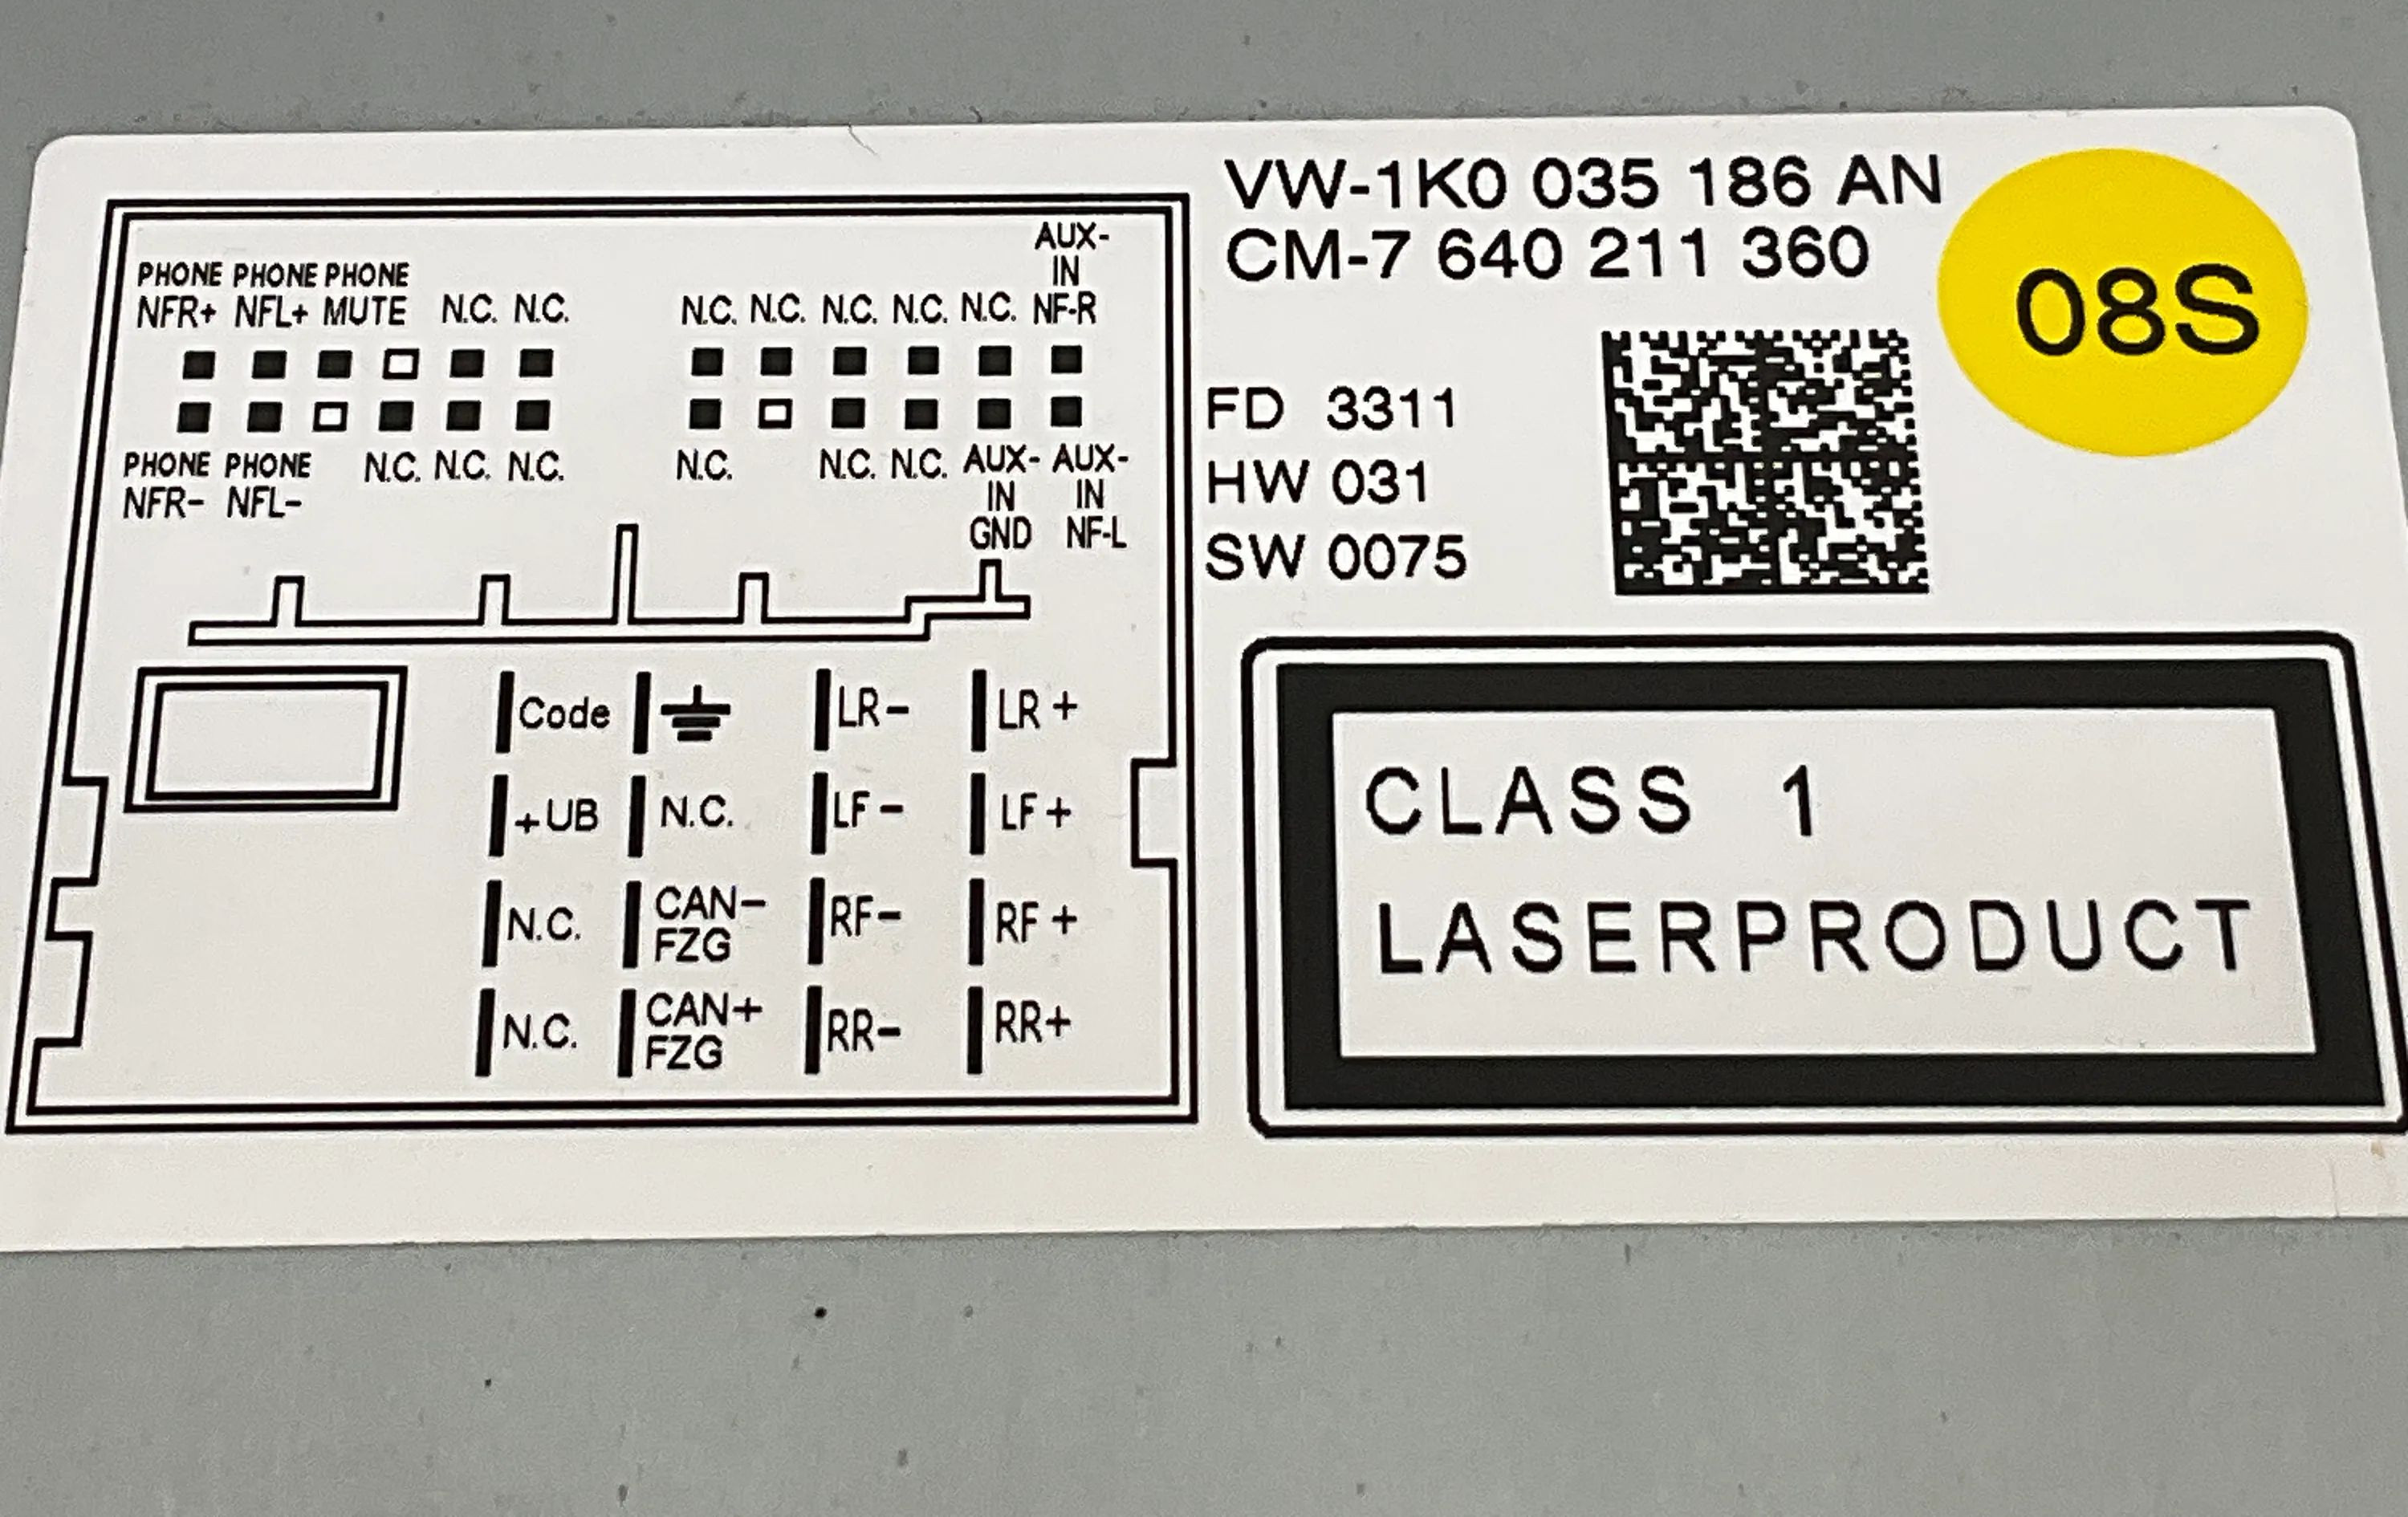 VW-1K0 035 186 AN
CM-7 640 211 360
08S
FD 3311
HW 031
SW 0075
AUX-
PHONE PHONE PHONE IN
NFR+ NFL+ MUTE N.C. N.C. N.C. N.C. N.C. N.C. N.C. NF-R
PHONE PHONE N.C. N.C. N.C. N.C. N.C. N.C. AUX- AUX-
NFR- NFL- IN IN
GND NF-L
Code LR- LR+
+UB N.C. LF- LF+
N.C. CAN- FZG RF- RF+
N.C. CAN+ FZG RR- RR+
CLASS 1
LASERPRODUCT